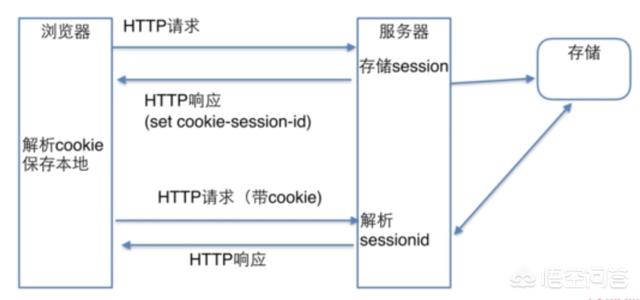 浏览器
HTTP请求
服务器
存储session
存储
HTTP响应
(set cookie-session-id)
解析cookie
保存本地
HTTP请求（带cookie)
解析
sessionid
HTTP响应
悟空问答